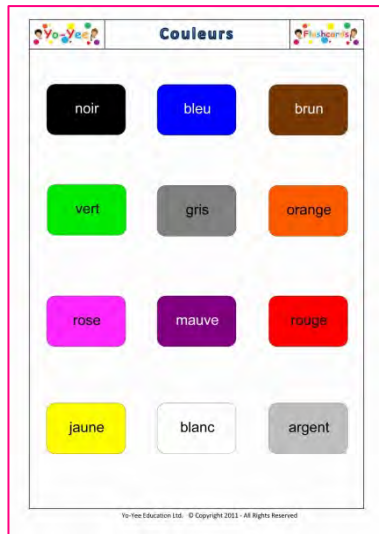 Yo-Yee
Couleurs
Flashcards
noir
bleu
brun
vert
gris
orange
rose
mauve
rouge
jaune
blanc
argent
Yo-Yee Education Ltd. © Copyright 2011 - All Rights Reserved